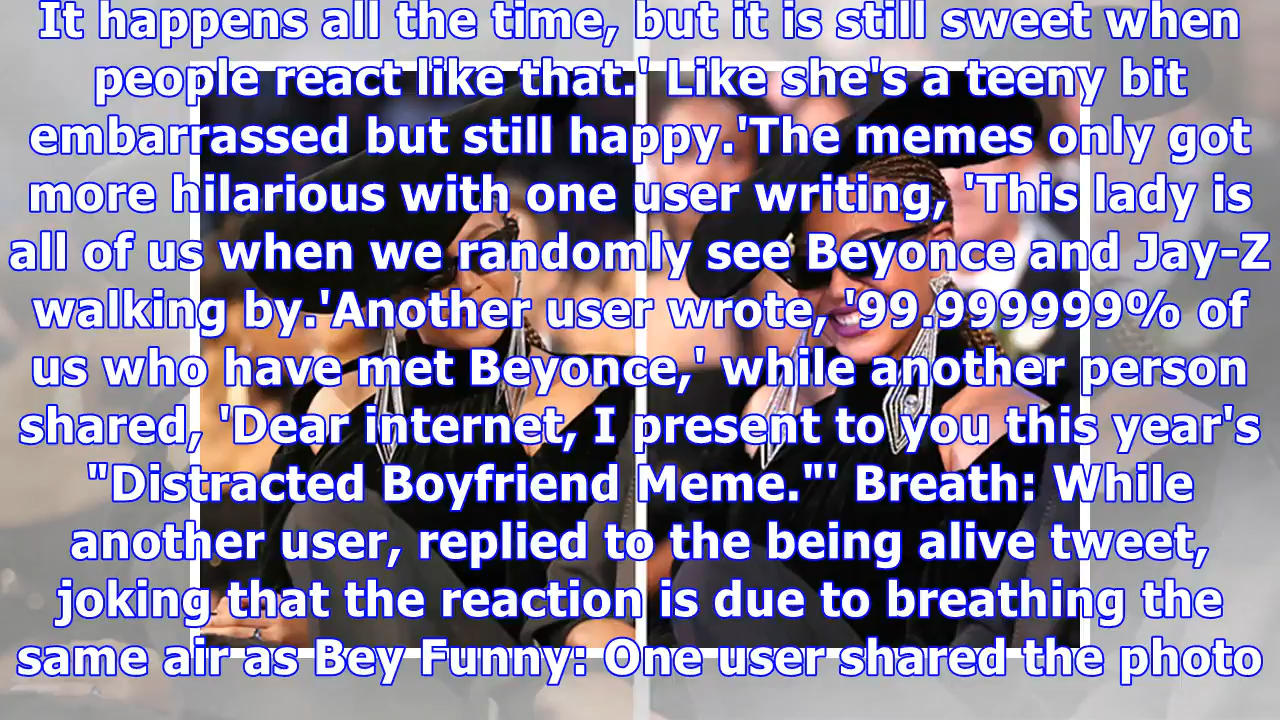 It happens all the time, but it is still sweet when
people react like that.' Like she's a teeny bit
embarrassed but still happy.'The memes only got
more hilarious with one user writing, 'This lady is
all of us when we randomly see Beyonce and Jay-Z
walking by.'Another user wrote, '99.999999% of
us who have met Beyonce,' while another person
shared, 'Dear internet, I present to you this year's
"Distracted Boyfriend Meme."' Breath: While
another user, replied to the being alive tweet,
joking that the reaction is due to breathing the
same air as Bey Funny: One user shared the photo